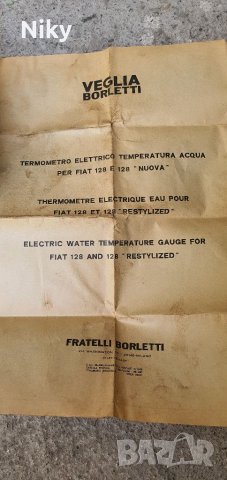 Niky
VEGLIA
BORLETTI
TERMOMETRO ELETTRICO TEMPERATURA ACQUA
PER FIAT 128 E 128 "NUOVA"
THERMOMETRE ELECTRIQUE EAU POUR
FIAT 128 ET 128 "RESTYLIZED"
ELECTRIC WATER TEMPERATURE GAUGE FOR
FIAT 128 AND 128 "RESTYLIZED"
FRATELLI BORLETTI
BAZAR